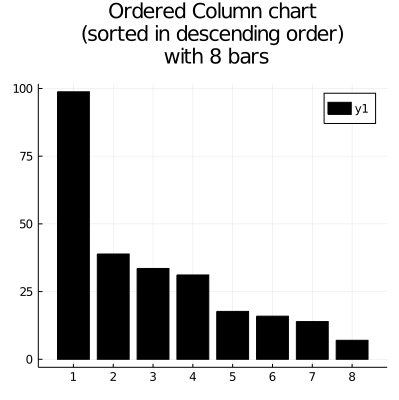 Ordered Column chart
(sorted in descending order)
with 8 bars
100
75
50
25
0
y1
1 2 3 4 5 6 7 8